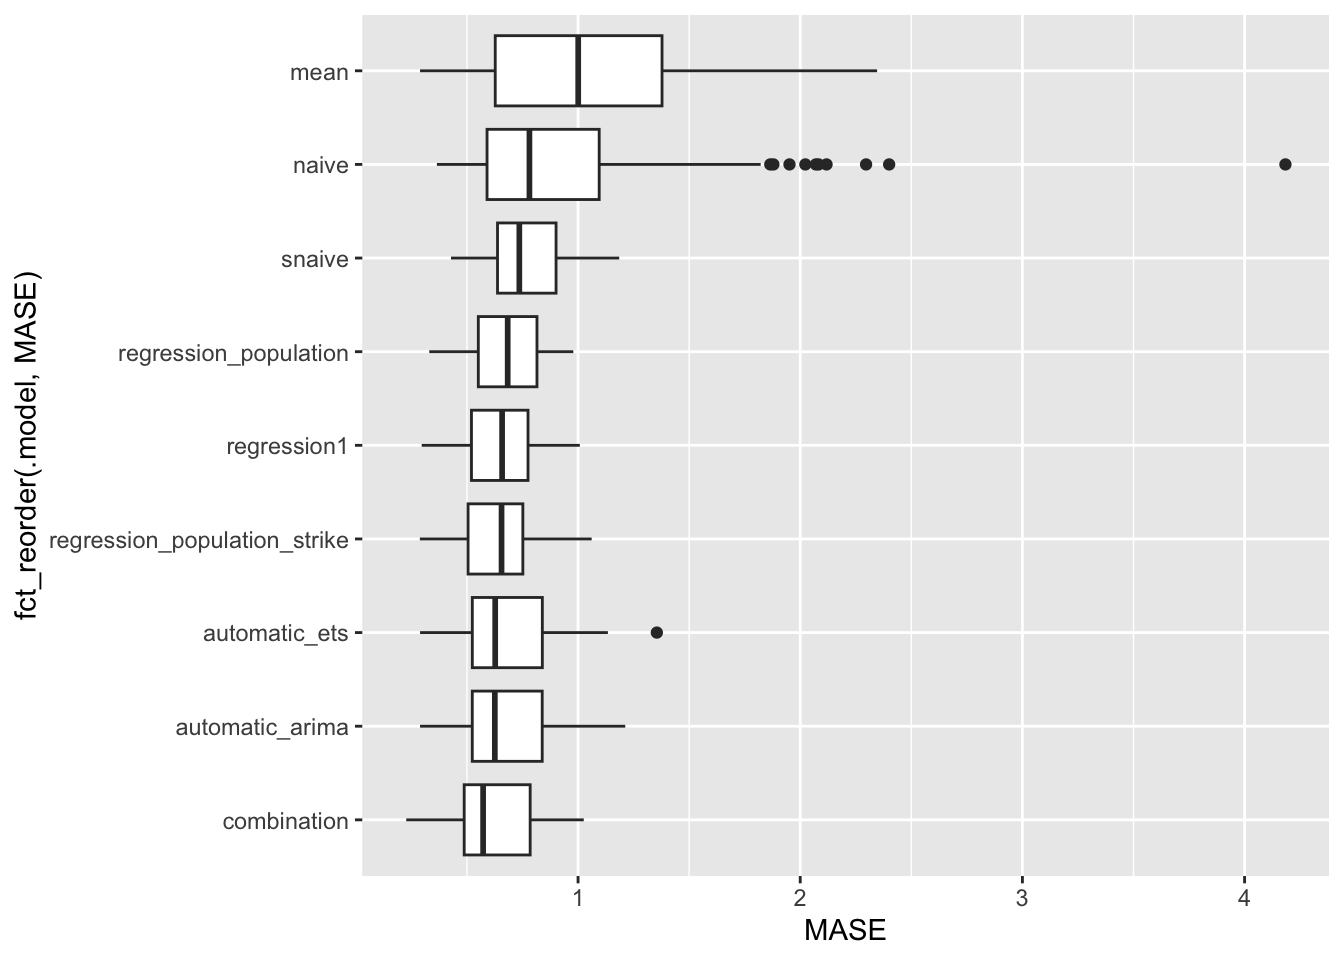 fct_reorder(.model, MASE)
mean
naive
snaive
regression_population
regression1
regression_population_strike
automatic_ets
automatic_arima
combination
1 2 3 4
MASE